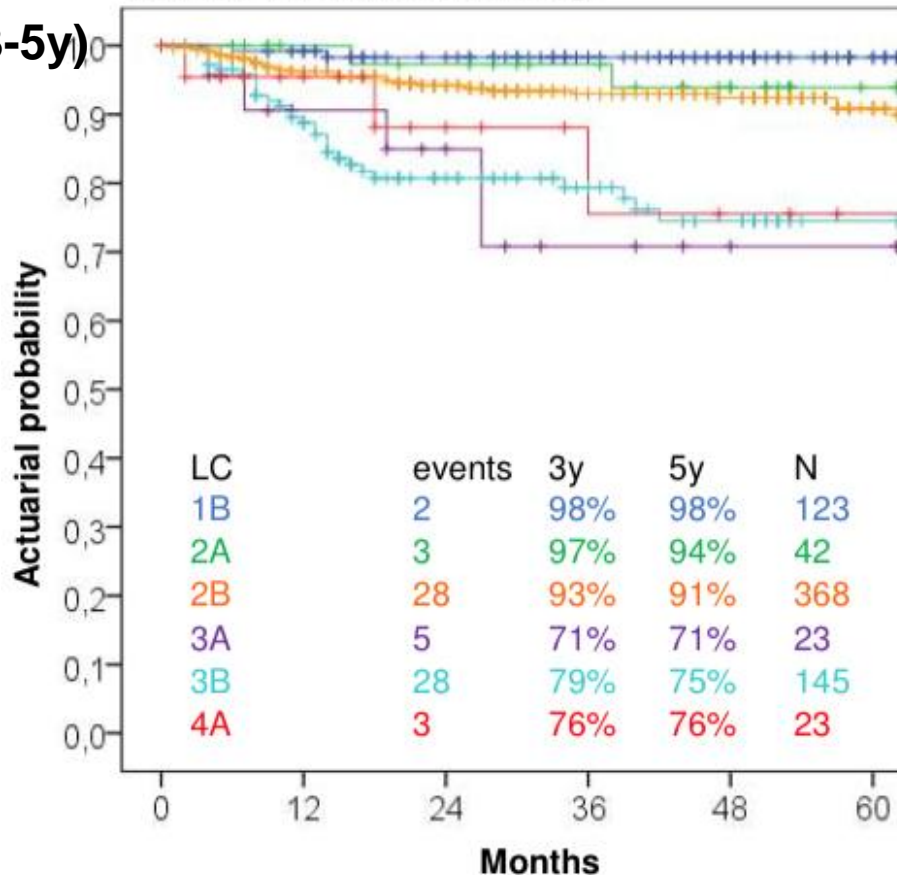 -5y)
,0
0,9
0,8
0,7
0,6
0,5
0,4
0,3
0,2
0,1
0,0
Actuarial probability
LC events 3y 5y N
1B 2 98% 98% 123
2A 3 97% 94% 42
2B 28 93% 91% 368
3A 5 71% 71% 23
3B 28 79% 75% 145
4A 3 76% 76% 23
0 12 24 36 48 60
Months